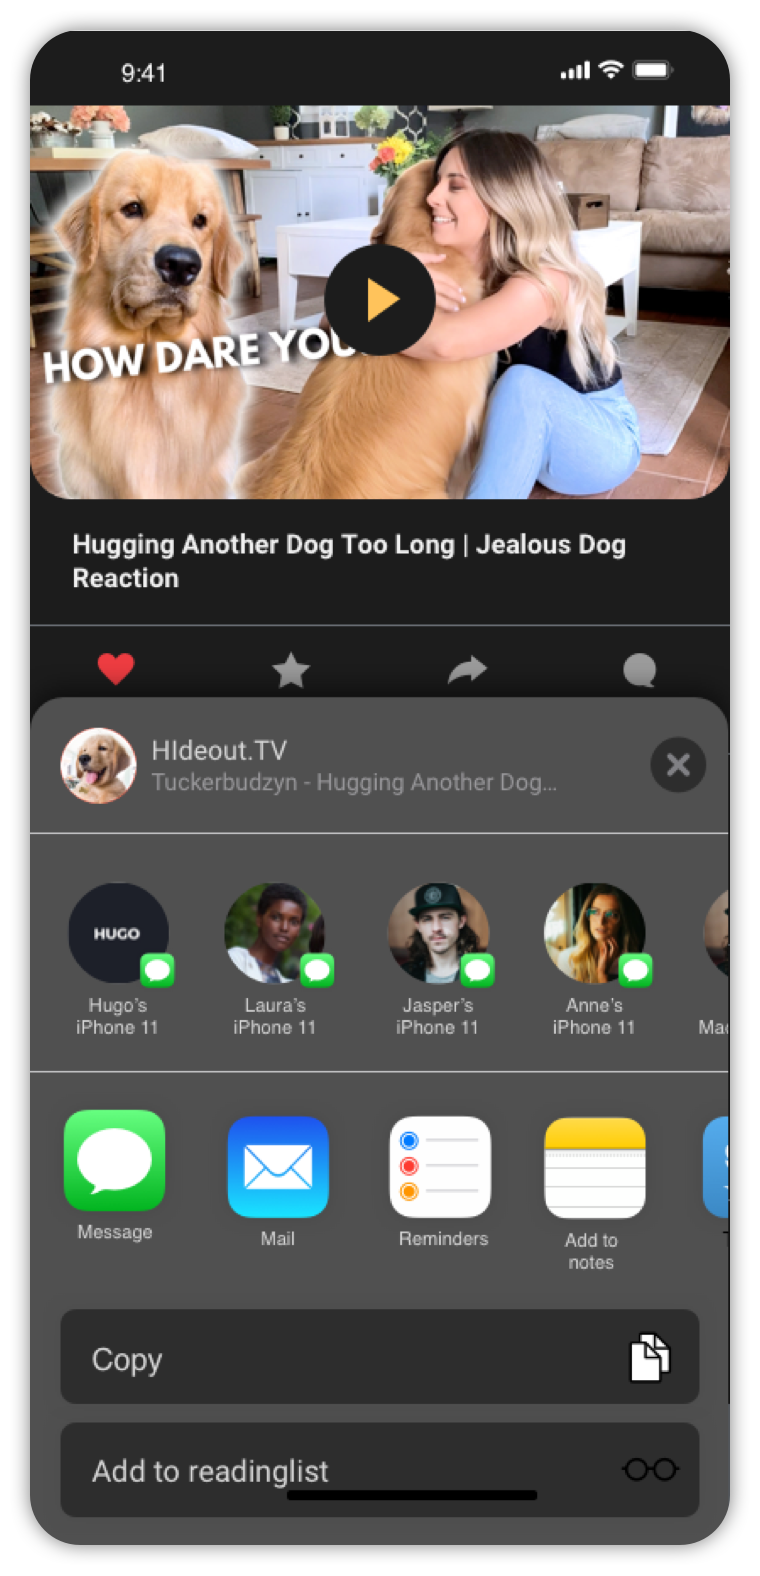 9:41
HOW DARE YOU
Hugging Another Dog Too Long | Jealous Dog
Reaction
HIdeout.TV
Tuckerbudzyn - Hugging Another Dog...
HUGO
Hugo's
iPhone 11
Laura's
iPhone 11
Jasper's
iPhone 11
Anne's
iPhone 11
Message
Mail
Reminders
Add to
notes
Copy
Add to readinglist